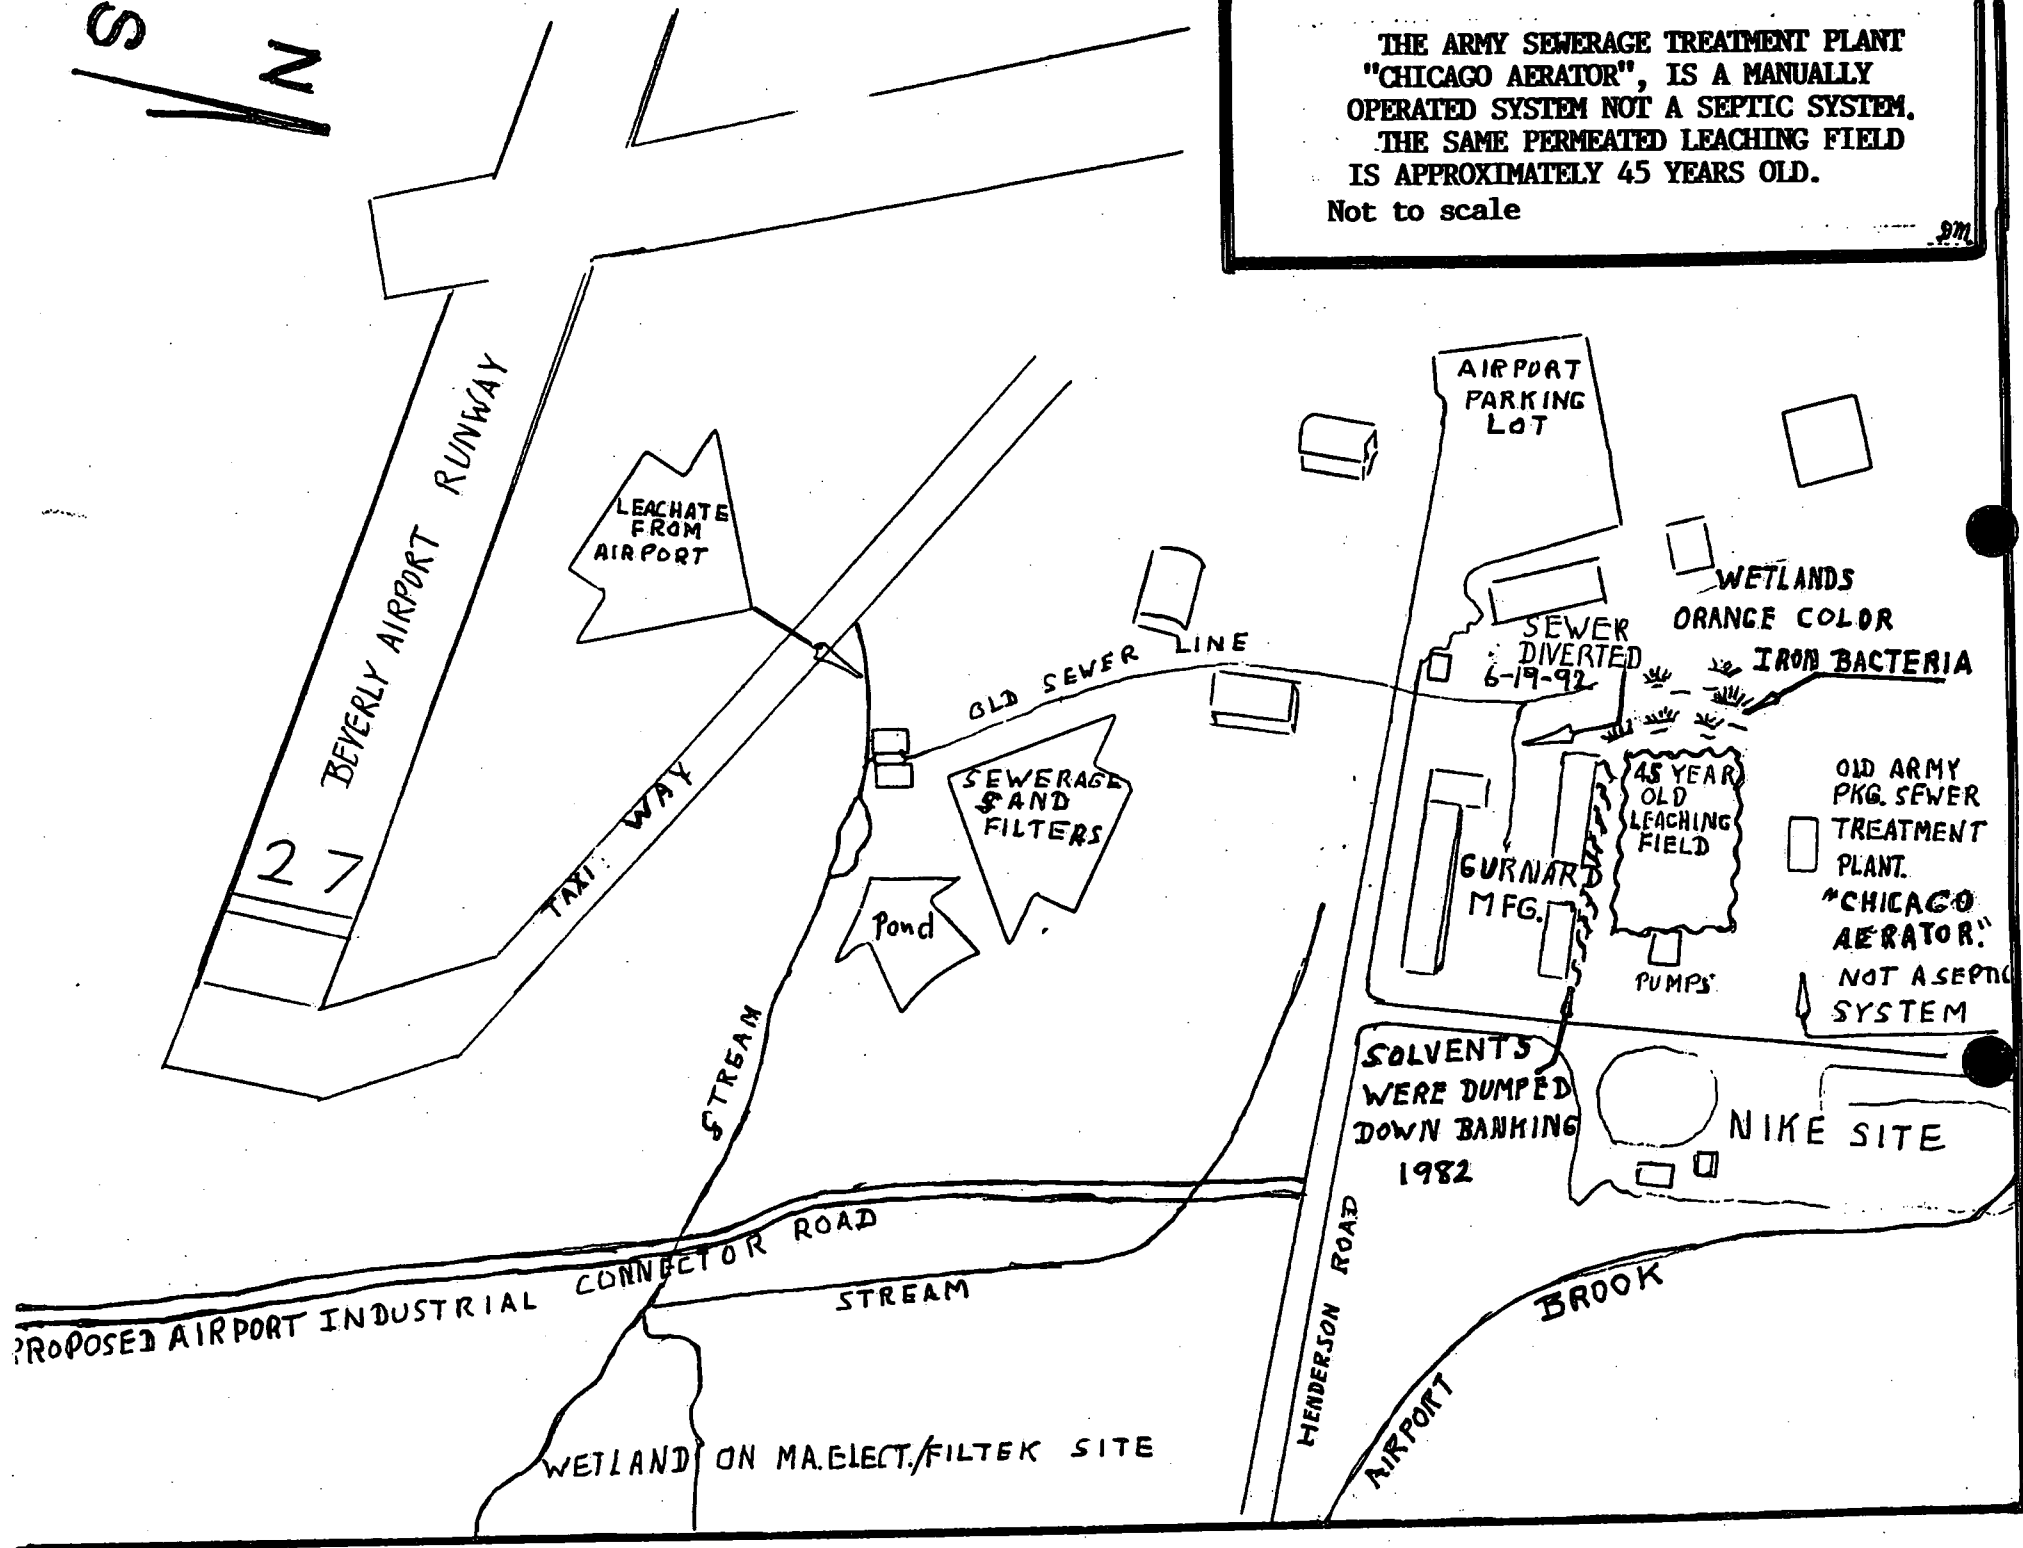 S
N
THE ARMY SEWERAGE TREATMENT PLANT
"CHICAGO AERATOR", IS A MANUALLY
OPERATED SYSTEM NOT A SEPTIC SYSTEM.
THE SAME PERMEATED LEACHING FIELD
IS APPROXIMATELY 45 YEARS OLD.
Not to scale
DM
AIRPORT
PARKING
LOT
BEVERLY AIRPORT RUNWAY
27
LEACHATE
FROM
AIRPORT
TAXI WAY
OLD SEWER LINE
SEWERAGE
SAND
FILTERS
Pond
STREAM
WETLANDS
ORANGE COLOR
IRON BACTERIA
SEWER
DIVERTED
6-19-92
45 YEAR
OLD
LEACHING
FIELD
PUMPS
GURNARD
MFG.
OLD ARMY
PKG. SEWER
TREATMENT
PLANT.
"CHICAGO
AERATOR."
NOT A SEPTIC
SYSTEM
SOLVENTS
WERE DUMPED
DOWN BANKING
1982
NIKE SITE
PROPOSED AIRPORT INDUSTRIAL CONNECTOR ROAD
STREAM
HENDERSON ROAD
AIRPORT BROOK
WETLAND ON MA.ELECT./FILTEK SITE